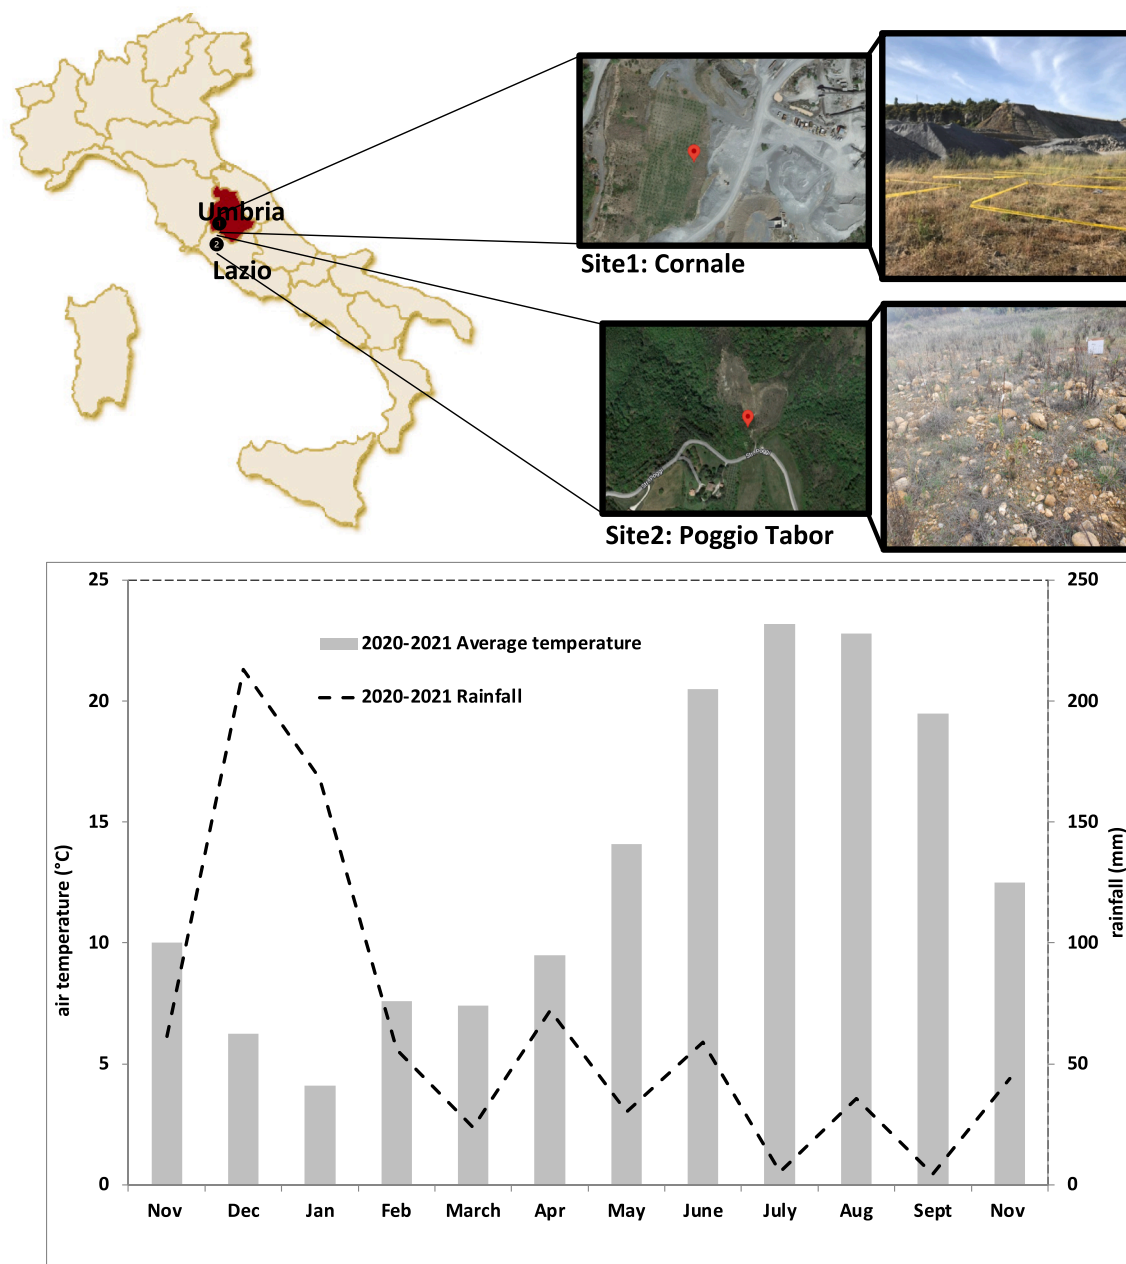 Umbria
1
2
Lazio
Site1: Cornale
Site2: Poggio Tabor
25
20
15
10
5
0
air temperature (°C)
2020-2021 Average temperature
2020-2021 Rainfall
250
200
150
100
50
0
rainfall (mm)
Nov Dec Jan Feb March Apr May June July Aug Sept Nov